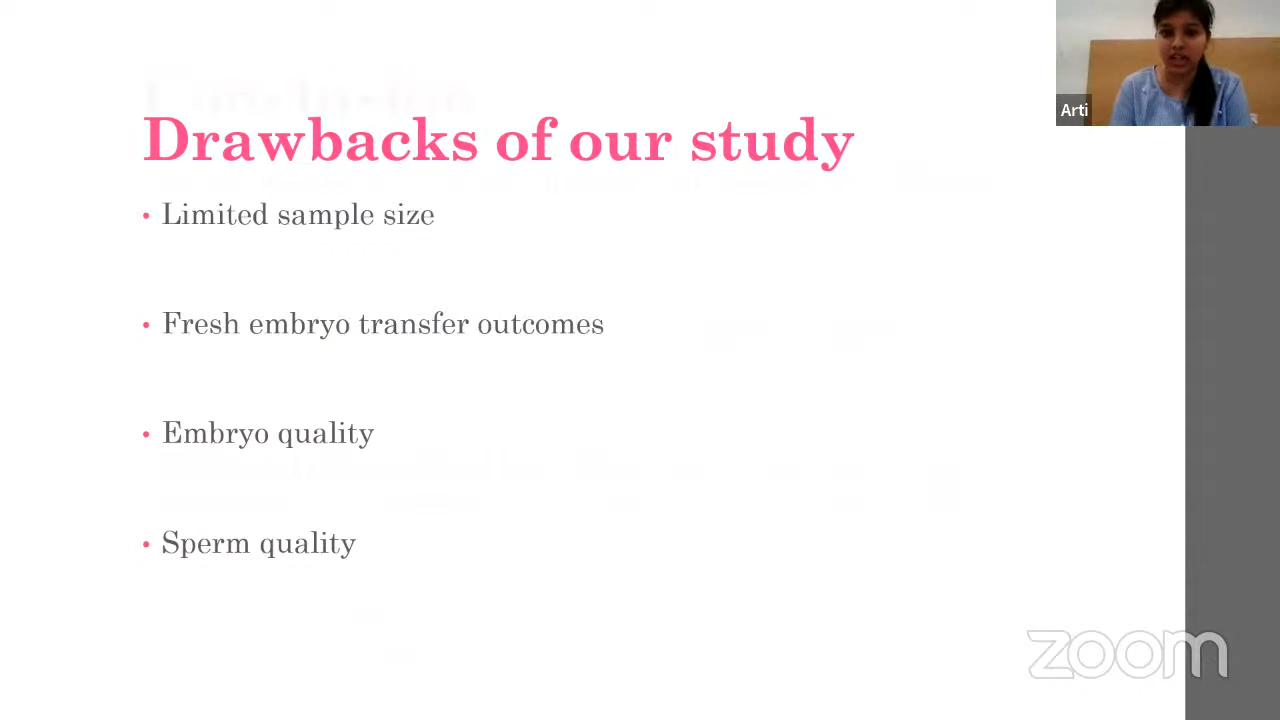 Arti
Drawbacks of our study
• Limited sample size
• Fresh embryo transfer outcomes
• Embryo quality
• Sperm quality
zoom